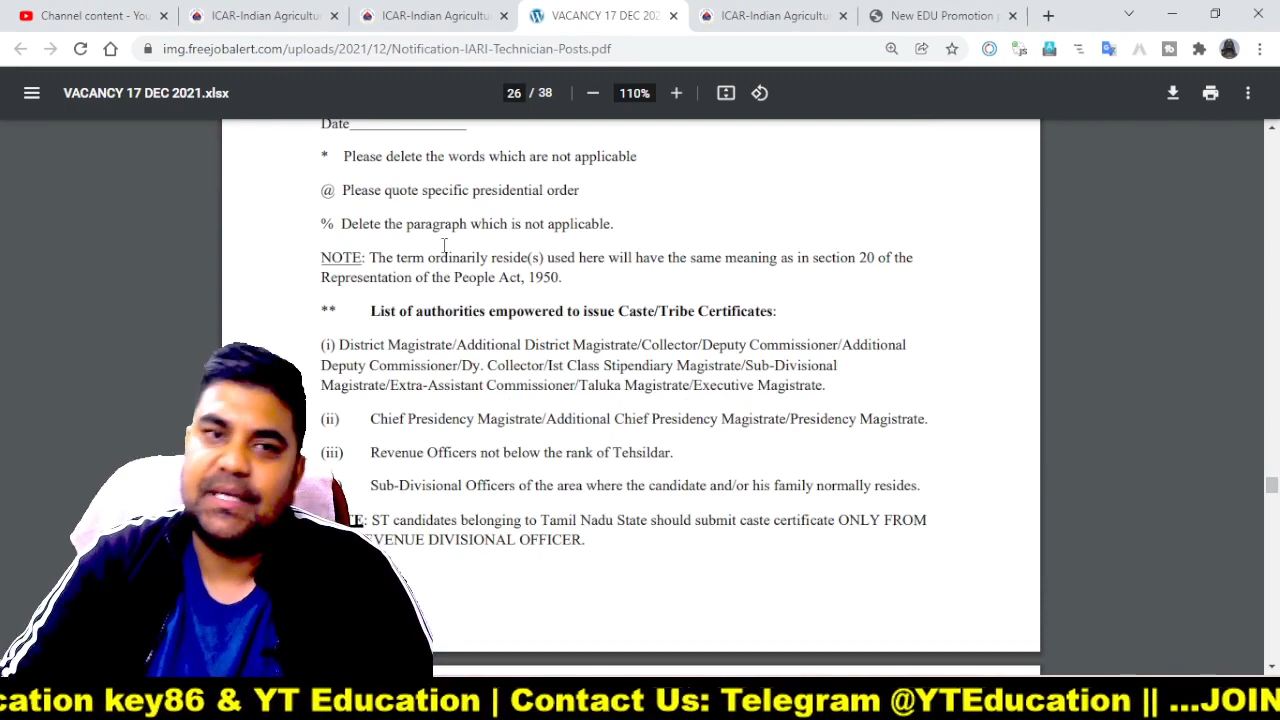 Channel content - You
ICAR-Indian Agricultur
ICAR-Indian Agricultur
VACANCY 17 DEC 202
ICAR-Indian Agricultur
New EDU Promotion p
img.freejobalert.com/uploads/2021/12/Notification-IARI-Technician-Posts.pdf
VACANCY 17 DEC 2021.xlsx
26 / 38
110%
Date________________
* Please delete the words which are not applicable
@ Please quote specific presidential order
% Delete the paragraph which is not applicable.
NOTE: The term ordinarily reside(s) used here will have the same meaning as in section 20 of the
Representation of the People Act, 1950.
** List of authorities empowered to issue Caste/Tribe Certificates:
(i) District Magistrate/Additional District Magistrate/Collector/Deputy Commissioner/Additional
Deputy Commissioner/Dy. Collector/Ist Class Stipendiary Magistrate/Sub-Divisional
Magistrate/Extra-Assistant Commissioner/Taluka Magistrate/Executive Magistrate.
(ii) Chief Presidency Magistrate/Additional Chief Presidency Magistrate/Presidency Magistrate.
(iii) Revenue Officers not below the rank of Tehsildar.
Sub-Divisional Officers of the area where the candidate and/or his family normally resides.
: ST candidates belonging to Tamil Nadu State should submit caste certificate ONLY FROM
EVENUE DIVISIONAL OFFICER.
cation key86 & YT Education | Contact Us: Telegram @YTEducation || ...JOIN